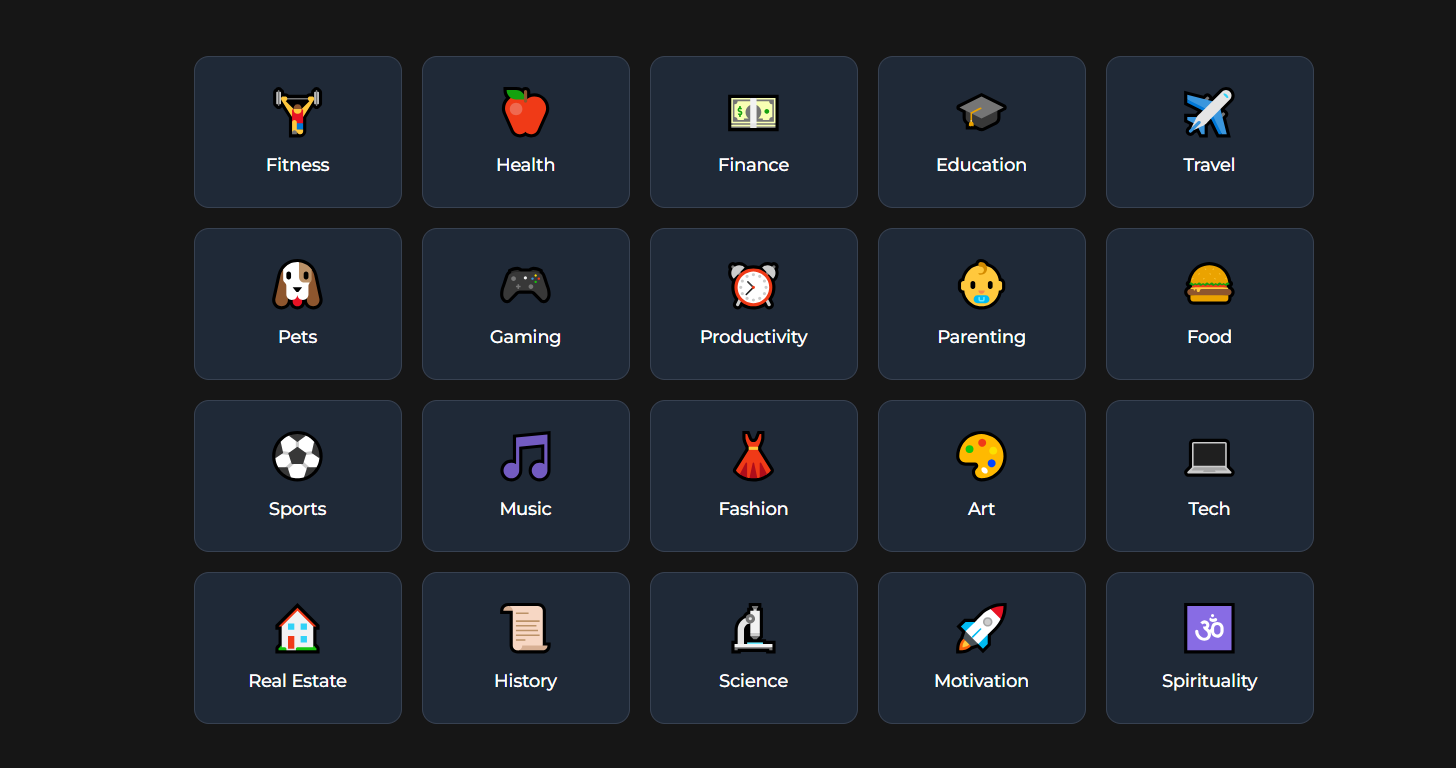 Fitness
Health
Finance
Education
Travel
Pets
Gaming
Productivity
Parenting
Food
Sports
Music
Fashion
Art
Tech
Real Estate
History
Science
Motivation
ॐ
Spirituality